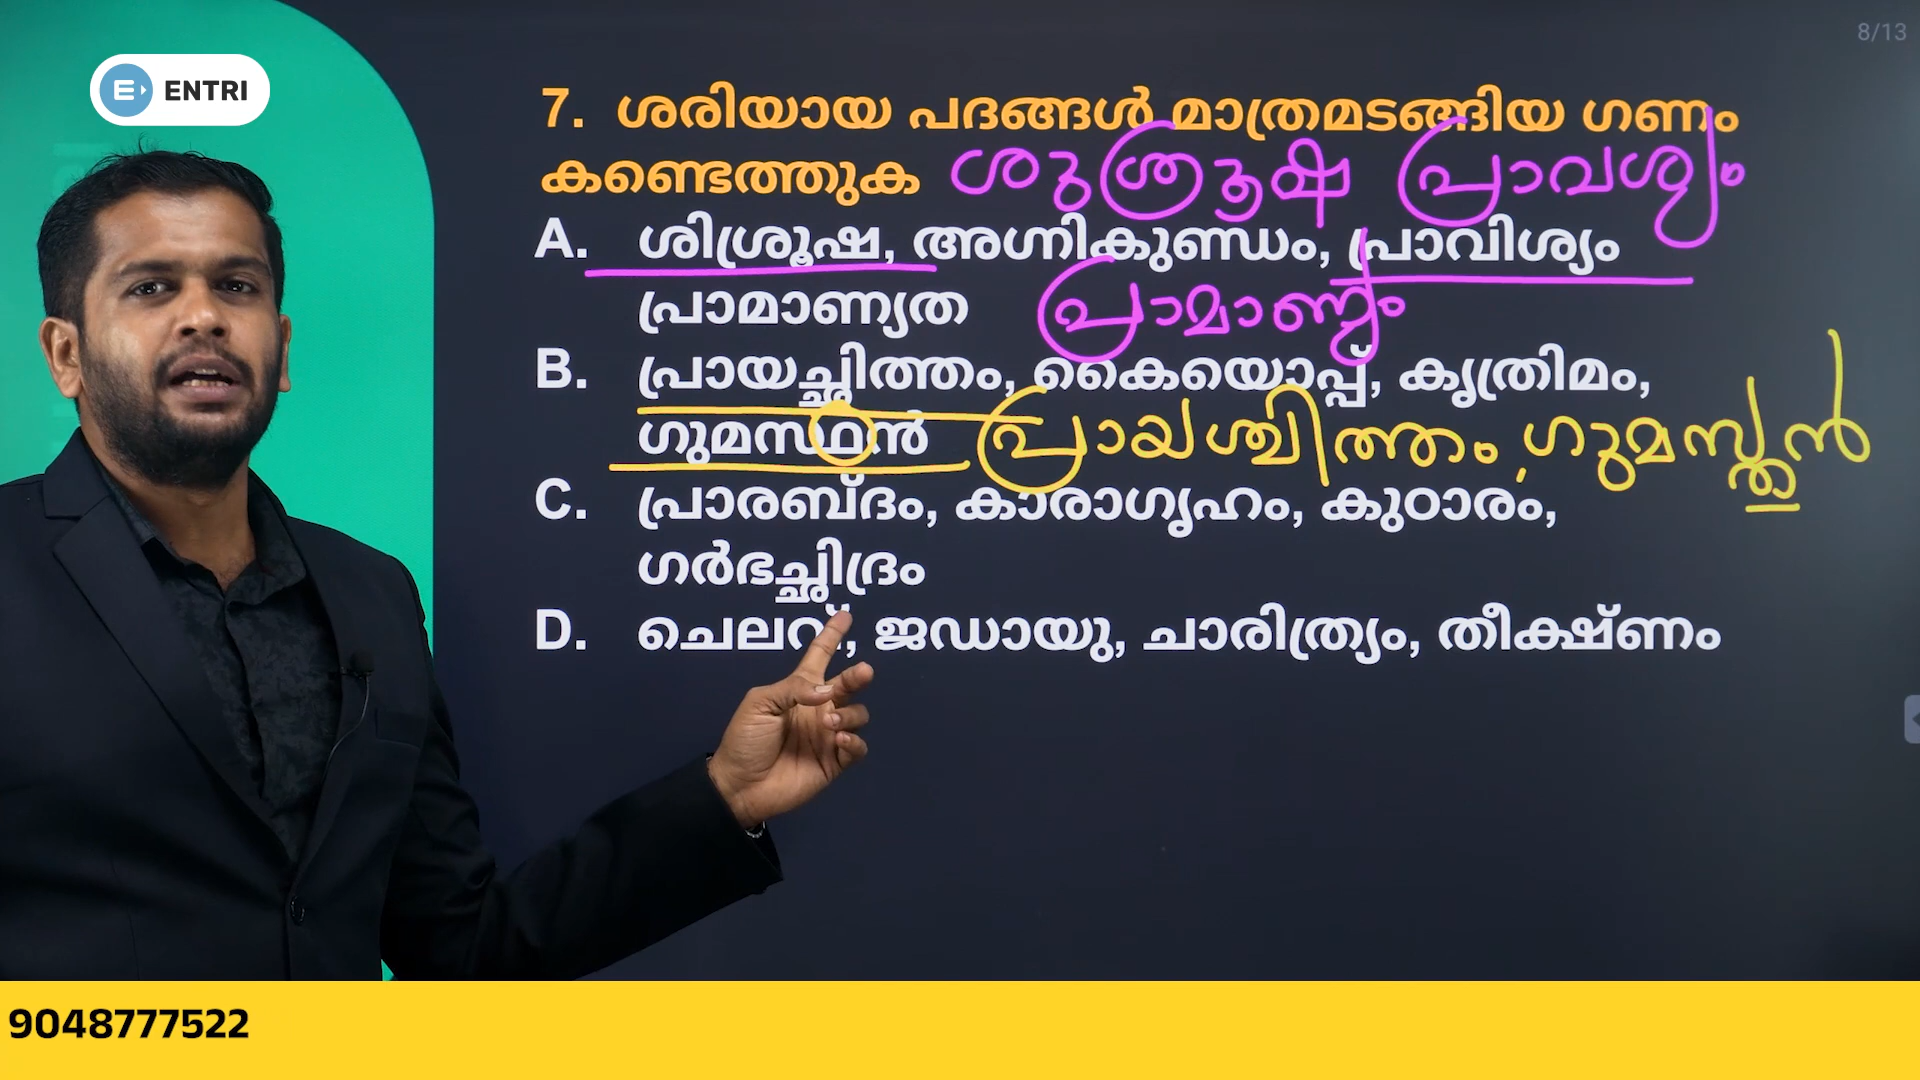 8/13
ENTRI
7. ശരിയായ പദങ്ങൾ മാത്രമടങ്ങിയ ഗണം
കണ്ടെത്തുക ശുശ്രൂഷ പ്രാവശ്യം
A. ശിശ്രൂഷ, അഗ്നികുണ്ഡം, പ്രാവിശ്യം
പ്രാമാണ്യത പ്രാമാണ്യം
B. പ്രായച്ഛിത്തം, കൈയൊപ്പ്, കൃത്രിമം,
ഗുമസ്ഥൻ പ്രായശ്ചിത്തം, ഗുമസ്തൻ
C. പ്രാരബ്ദം, കാരാഗൃഹം, കുഠാരം,
ഗർഭച്ഛിദ്രം
D. ചെലവ്, ജഡായു, ചാരിത്ര്യം, തീക്ഷ്ണം
9048777522